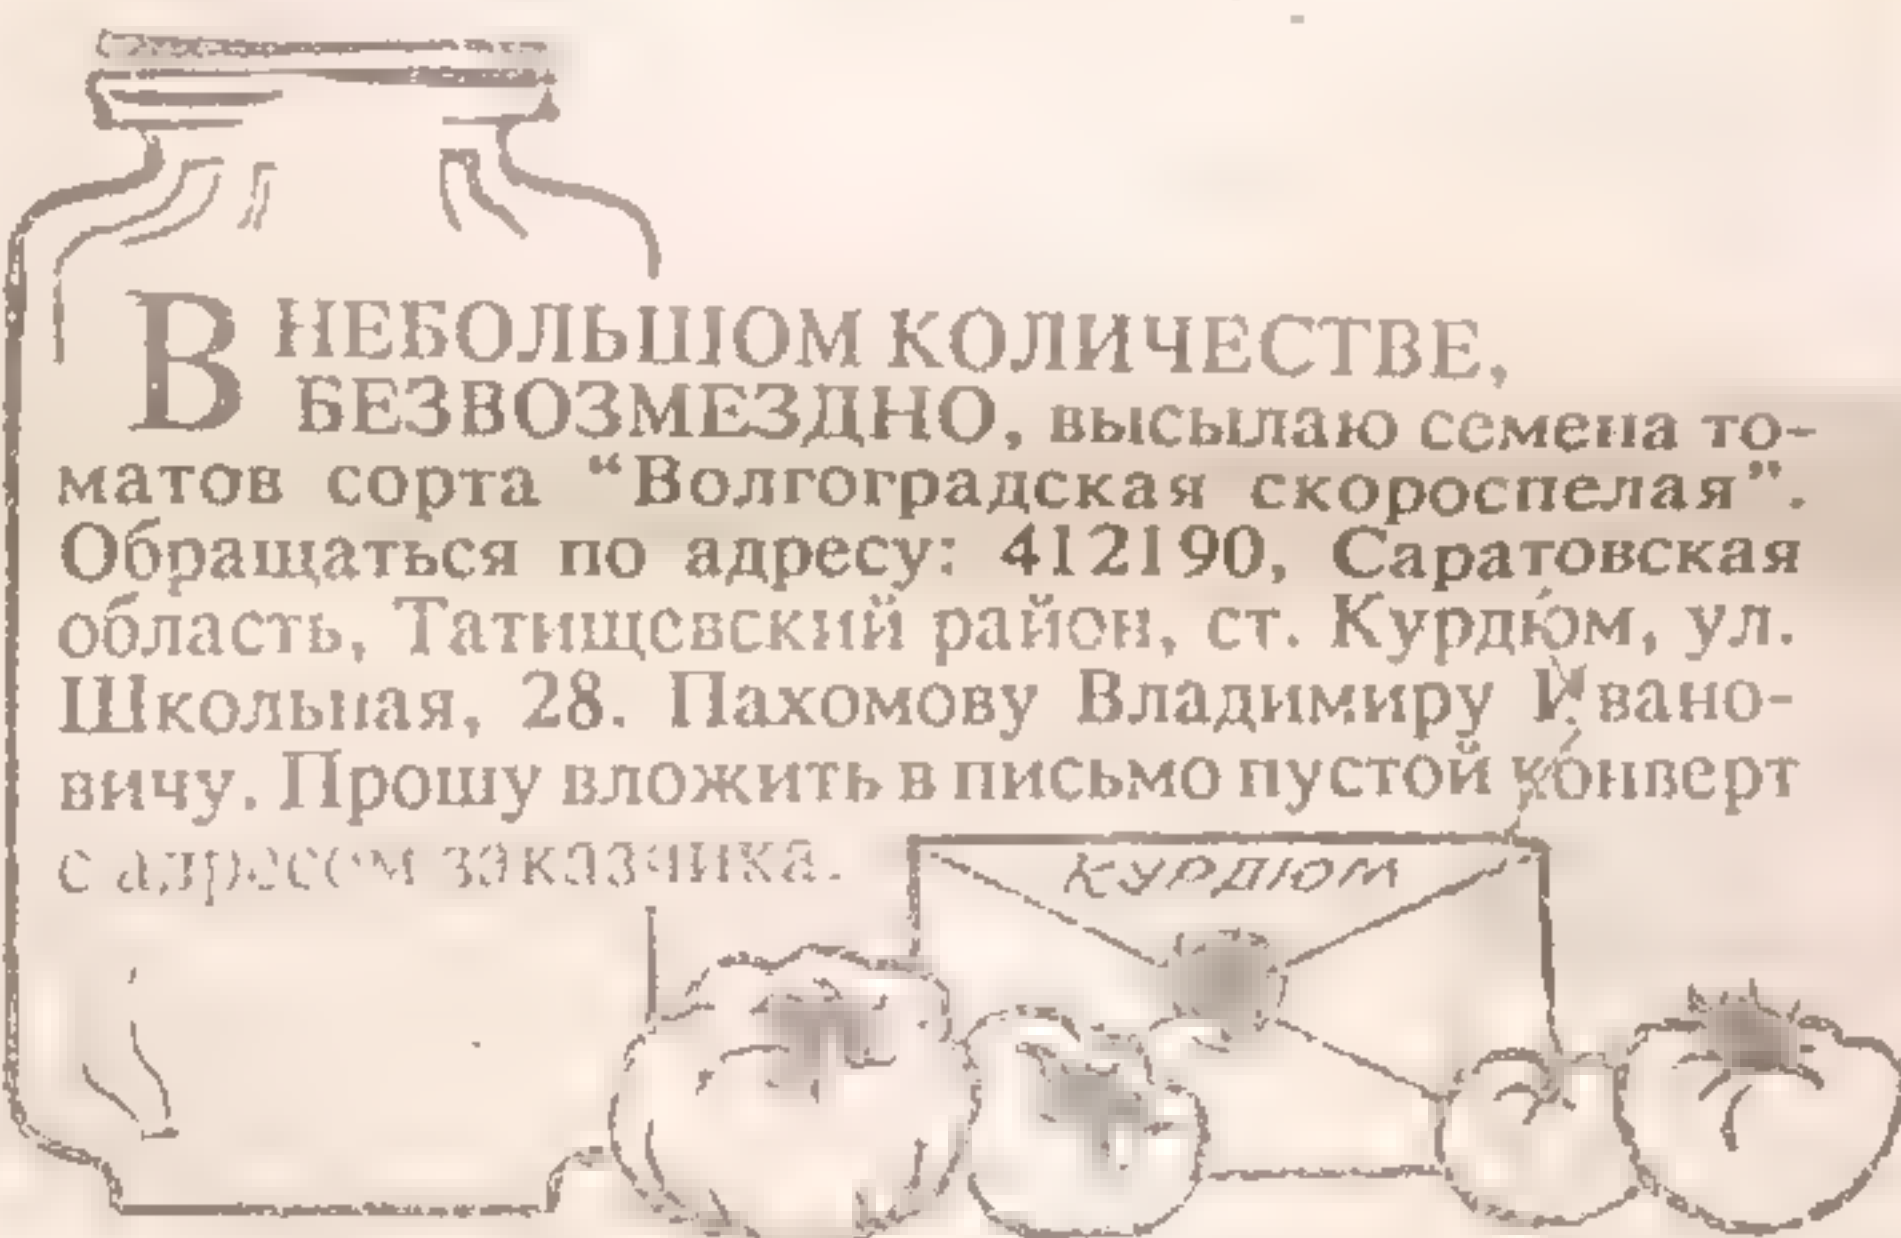 В НЕБОЛЬШОМ КОЛИЧЕСТВЕ,
БЕЗВОЗМЕЗДНО, высылаю семена то-
матов сорта “Волгоградская скороспелая”.
Обращаться по адресу: 412190, Саратовская
область, Татищевский район, ст. Курдюм, ул.
Школьная, 28. Пахомову Владимиру Ивано-
вичу. Прошу вложить в письмо пустой конверт
с адресом заказчика.
КУРДЮМ